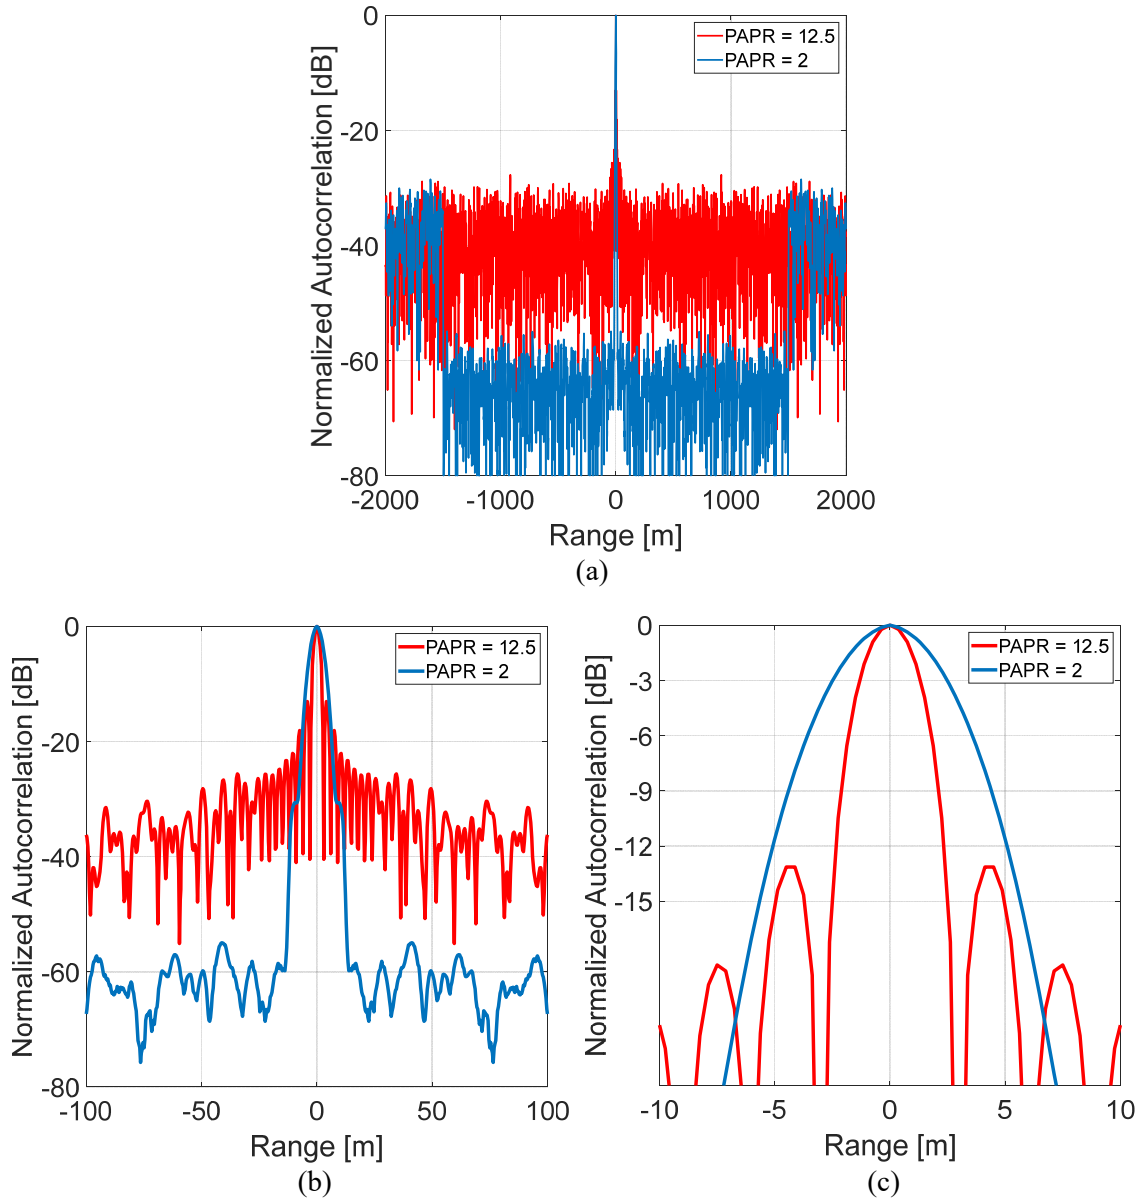 0
-20
-40
-60
-80
Normalized Autocorrelation [dB]
PAPR = 12.5
PAPR = 2
-2000
-1000
0
1000
2000
Range [m]
(a)
0
-20
-40
-60
-80
Normalized Autocorrelation [dB]
PAPR = 12.5
PAPR = 2
-100
-50
0
50
100
Range [m]
(b)
0
-3
-6
-9
-12
-15
Normalized Autocorrelation [dB]
PAPR = 12.5
PAPR = 2
-10
-5
0
5
10
Range [m]
(c)